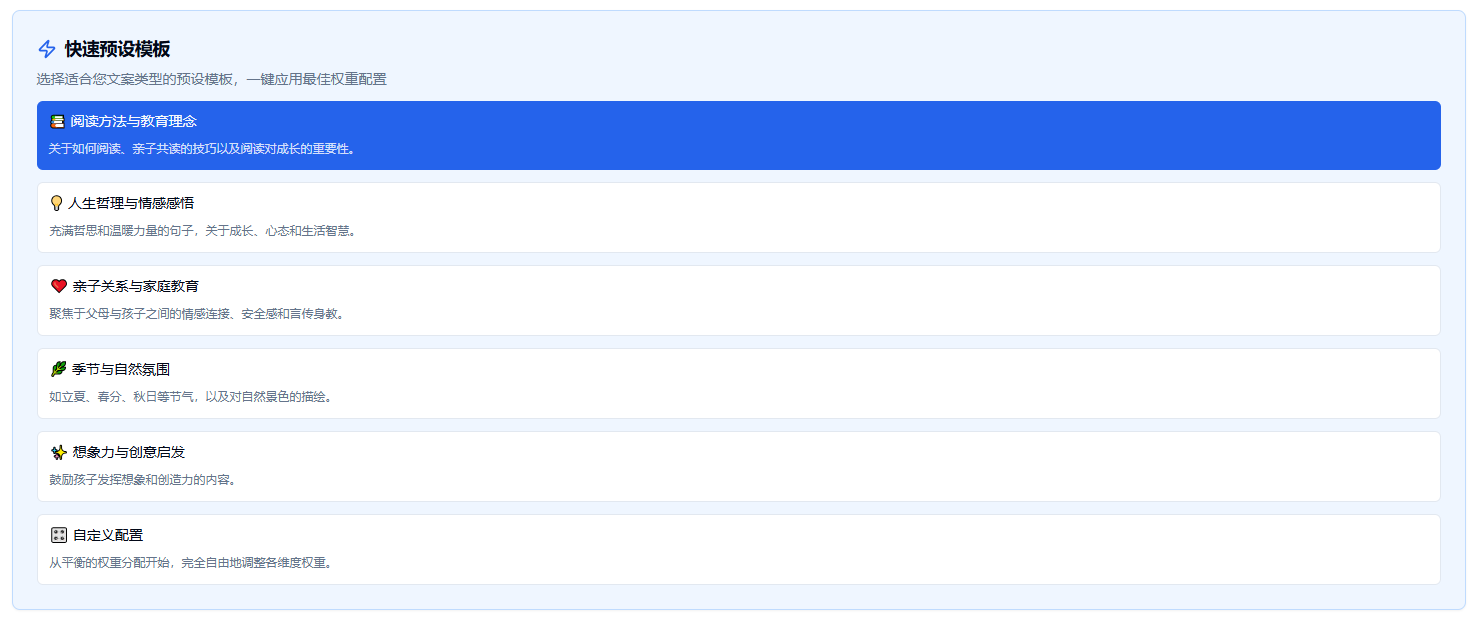 快速预设模板
选择适合您文案类型的预设模板，一键应用最佳权重配置
阅读方法与教育理念
关于如何阅读、亲子共读的技巧以及阅读对成长的重要性。
人生哲理与情感感悟
充满哲思和温暖力量的句子，关于成长、心态和生活智慧。
亲子关系与家庭教育
聚焦于父母与孩子之间的情感连接、安全感和言传身教。
季节与自然氛围
如立夏、春分、秋日等节气，以及对自然景色的描绘。
想象力与创意启发
鼓励孩子发挥想象和创造力的内容。
自定义配置
从平衡的权重分配开始，完全自由地调整各维度权重。